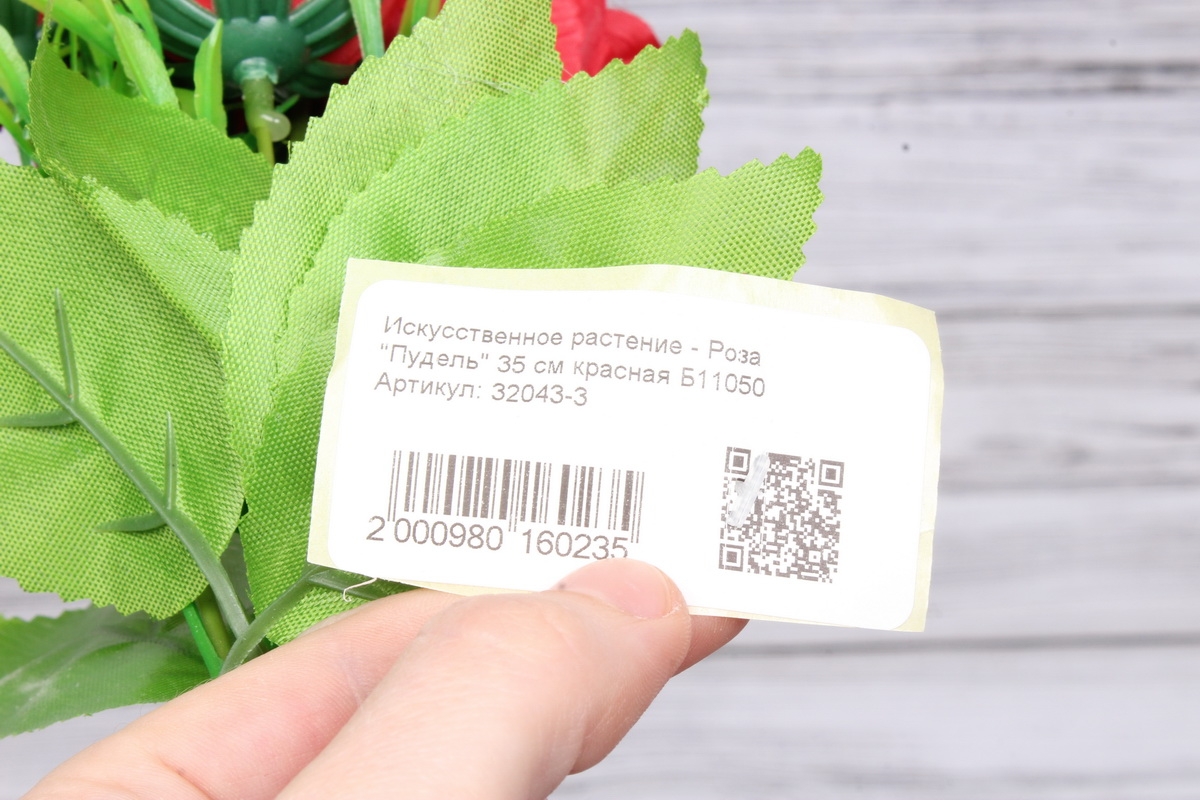 Искусственное растение - Роза
"Пудель" 35 см красная Б11050
Артикул: 32043-3
2 000980 160235